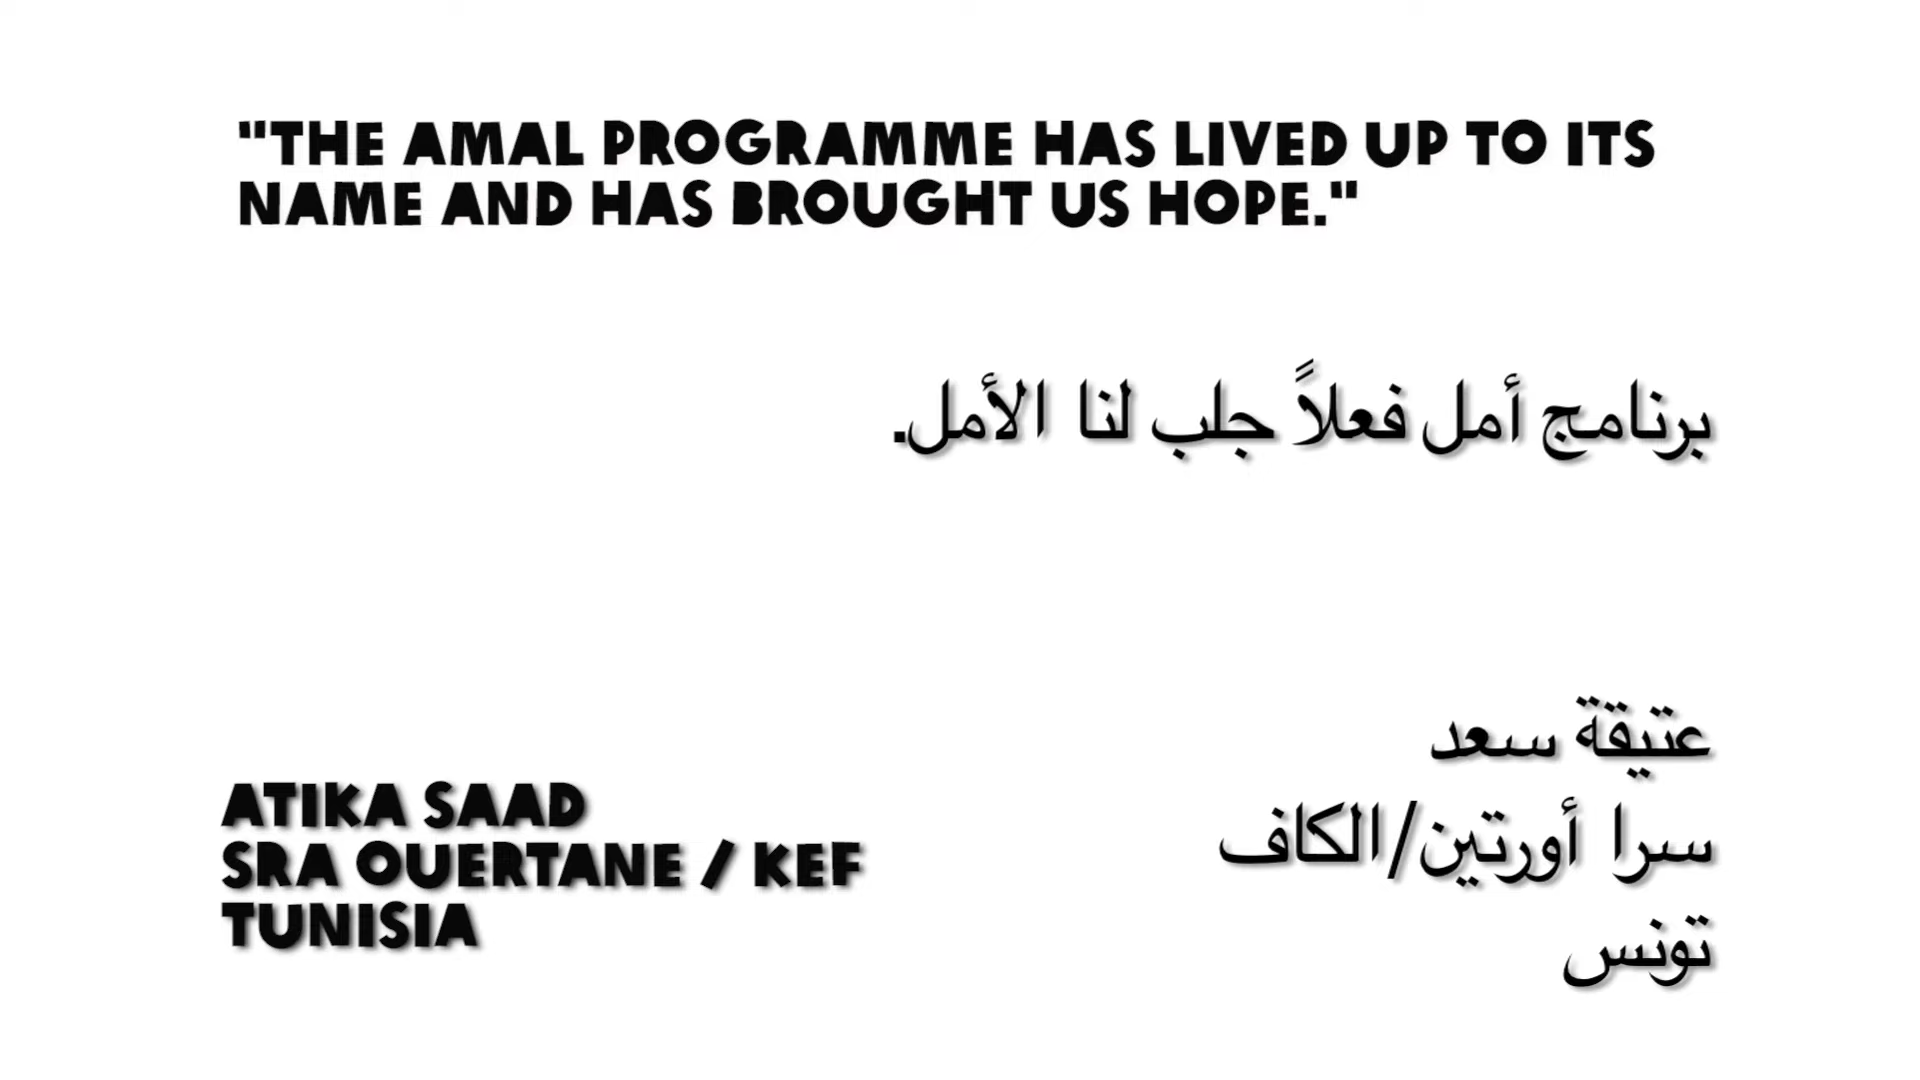 "THE AMAL PROGRAMME HAS LIVED UP TO ITS
NAME AND HAS BROUGHT US HOPE."
برنامج أمل فعلاً جلب لنا الأمل.
عتيقة سعد
سرا أورتين/الكاف
تونس
ATIKA SAAD
SRA OUERTANE / KEF
TUNISIA